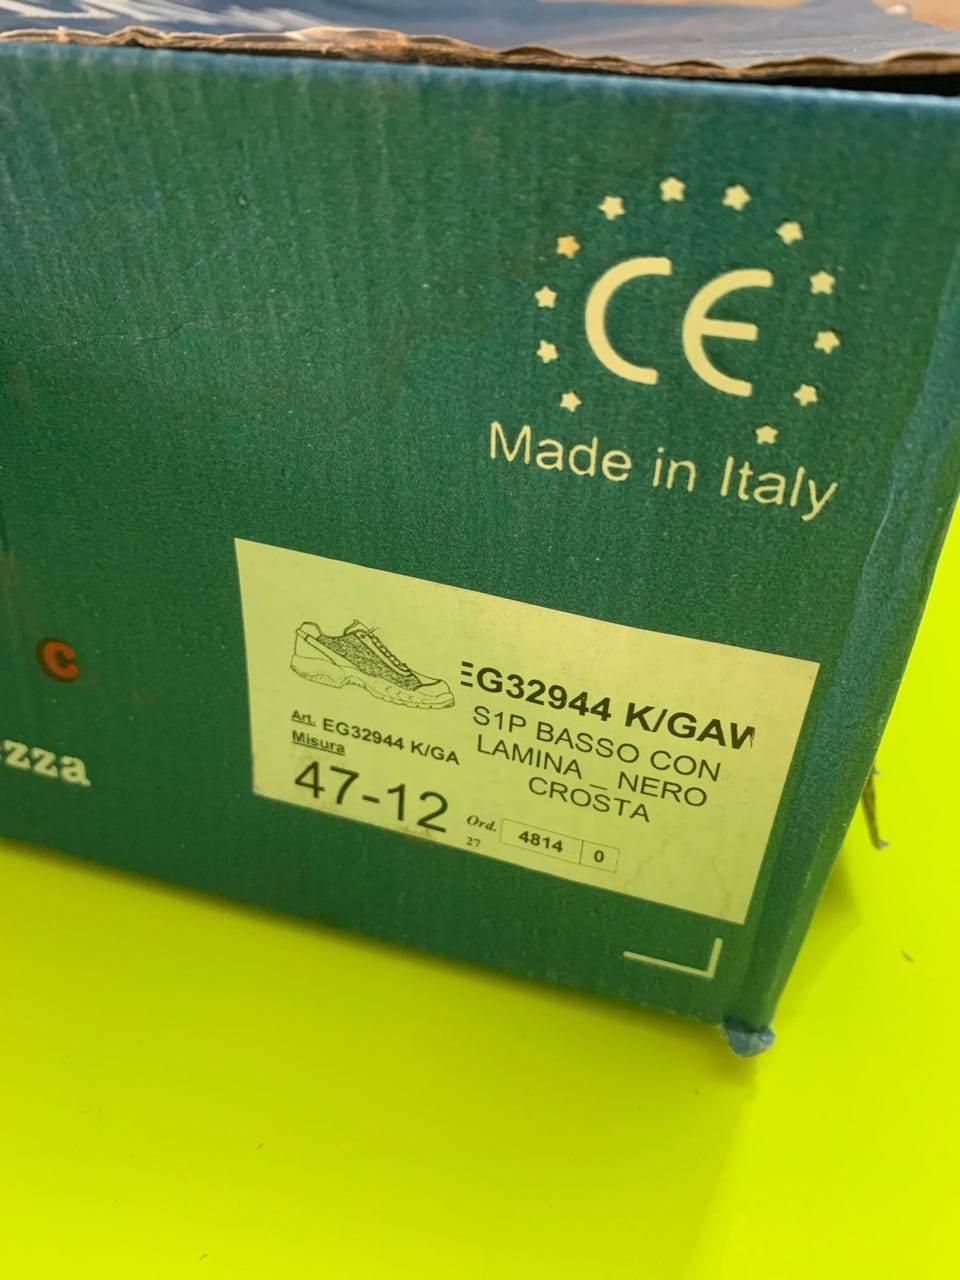 CE
Made in Italy
C
zza
EG32944 K/GAW
S1P BASSO CON
LAMINA _ NERO
CROSTA
Art. EG32944 K/GA
Misura
47-12
Ord. 4814 0
27